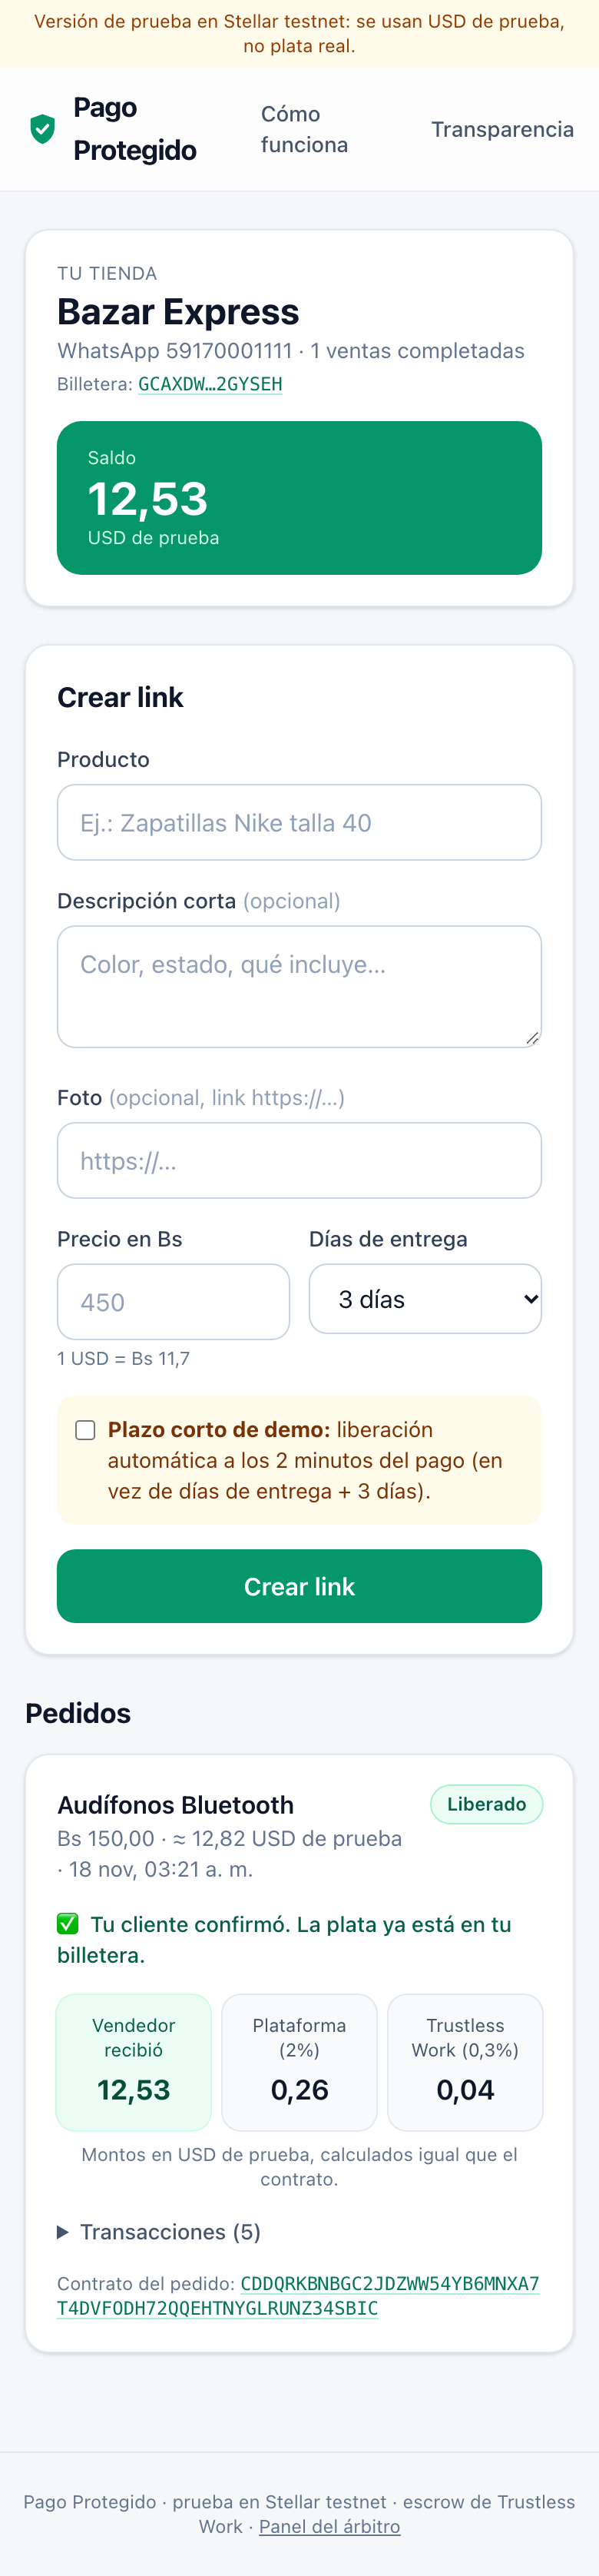 Versión de prueba en Stellar testnet: se usan USD de prueba,
no plata real.
Pago
Protegido
Cómo
funciona
Transparencia
TU TIENDA
Bazar Express
WhatsApp 59170001111 · 1 ventas completadas
Billetera: GCAXDW…2GYSEH
Saldo
12,53
USD de prueba
Crear link
Producto
Ej.: Zapatillas Nike talla 40
Descripción corta (opcional)
Color, estado, qué incluye…
Foto (opcional, link https://…)
https://…
Precio en Bs
Días de entrega
450
3 días
1 USD = Bs 11,7
Plazo corto de demo: liberación
automática a los 2 minutos del pago (en
vez de días de entrega + 3 días).
Crear link
Pedidos
Audífonos Bluetooth
Liberado
Bs 150,00 · ≈ 12,82 USD de prueba
· 18 nov, 03:21 a. m.
✅ Tu cliente confirmó. La plata ya está en tu
billetera.
Vendedor
recibió
12,53
Plataforma
(2%)
0,26
Trustless
Work (0,3%)
0,04
Montos en USD de prueba, calculados igual que el
contrato.
Transacciones (5)
Contrato del pedido: CDDQRKBNBGC2JDZWW54YB6MNXA7
T4DVFODH72QQEHTNYGLRUNZ34SBIC
Pago Protegido · prueba en Stellar testnet · escrow de Trustless
Work · Panel del árbitro